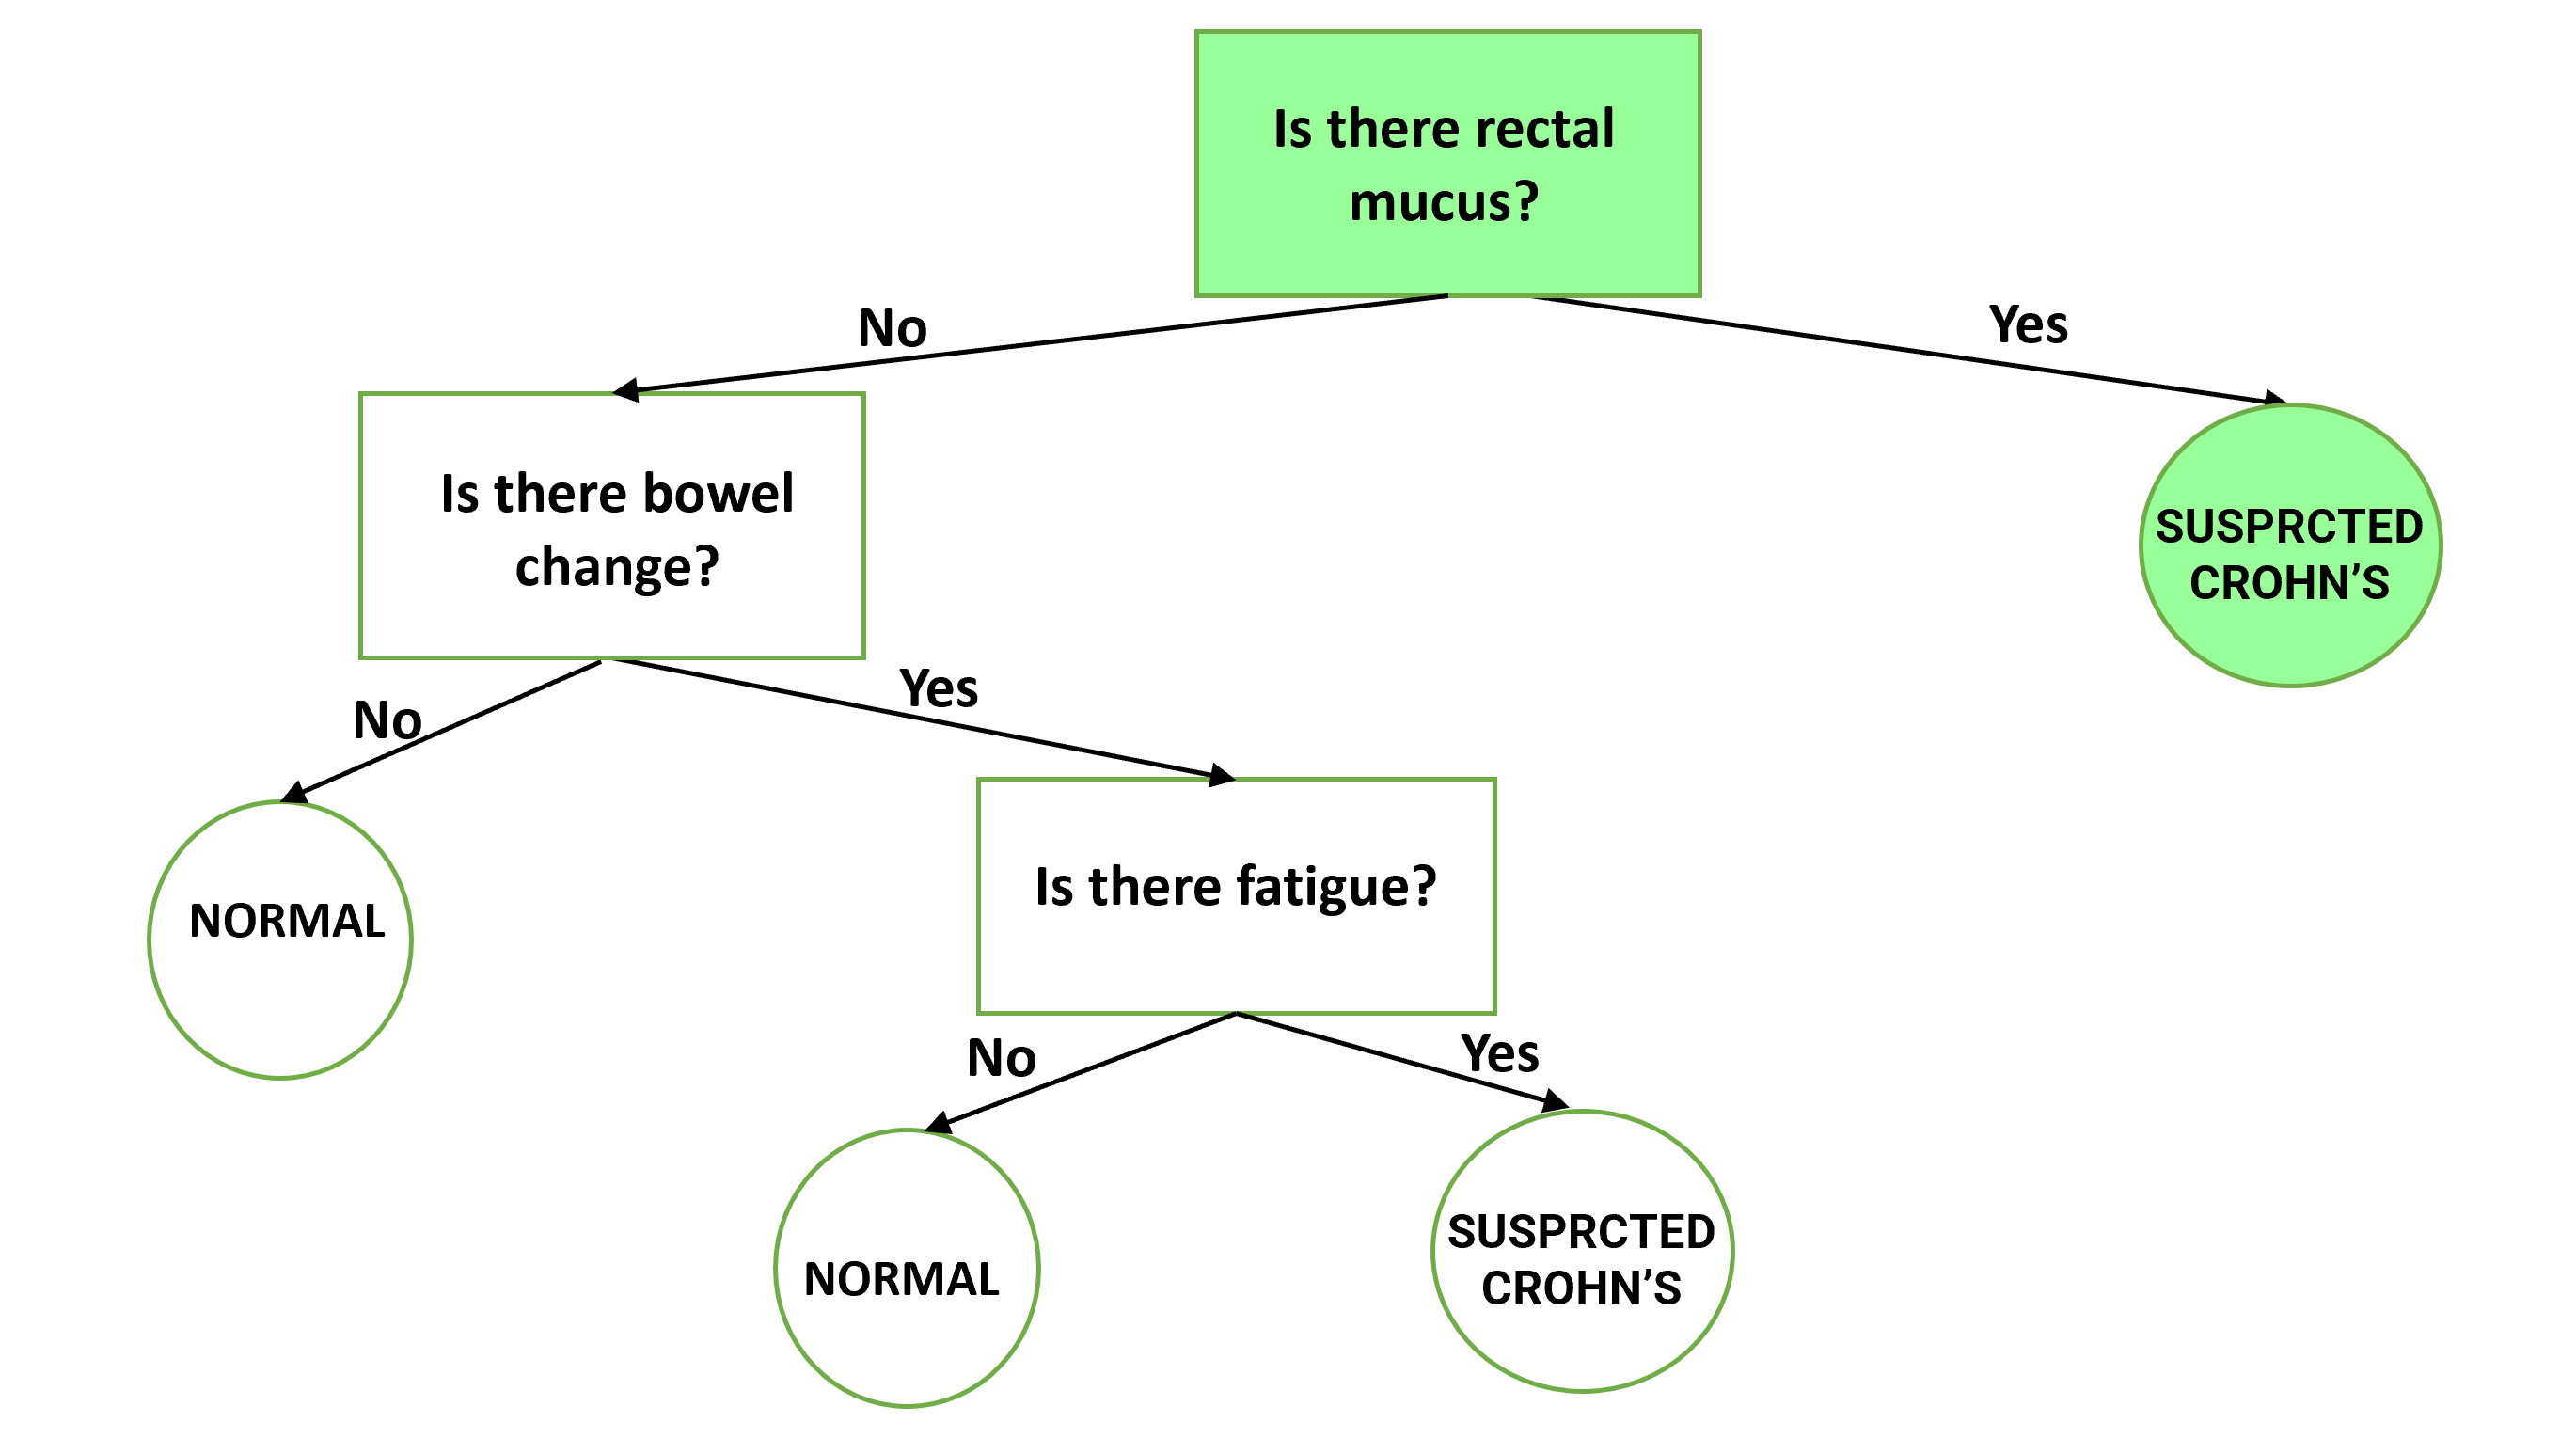 Is there rectal
mucus?
No
Yes
Is there bowel
change?
SUSPRCTED
CROHN’S
No
Yes
NORMAL
Is there fatigue?
No
Yes
NORMAL
SUSPRCTED
CROHN’S